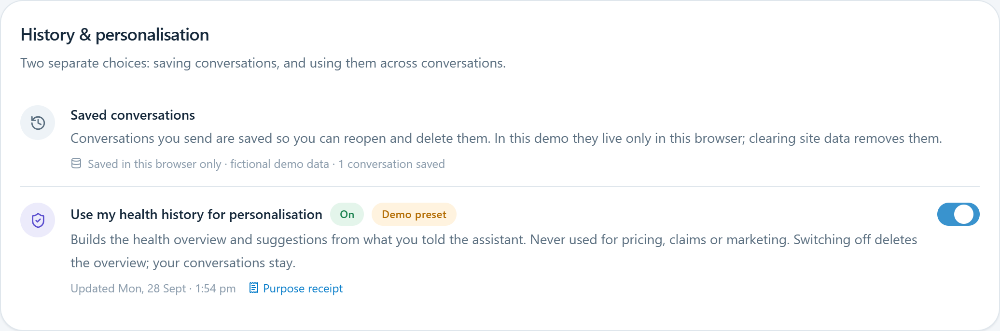 History & personalisation
Two separate choices: saving conversations, and using them across conversations.
Saved conversations
Conversations you send are saved so you can reopen and delete them. In this demo they live only in this browser; clearing site data removes them.
Saved in this browser only · fictional demo data · 1 conversation saved
Use my health history for personalisation On Demo preset
Builds the health overview and suggestions from what you told the assistant. Never used for pricing, claims or marketing. Switching off deletes
the overview; your conversations stay.
Updated Mon, 28 Sept · 1:54 pm Purpose receipt